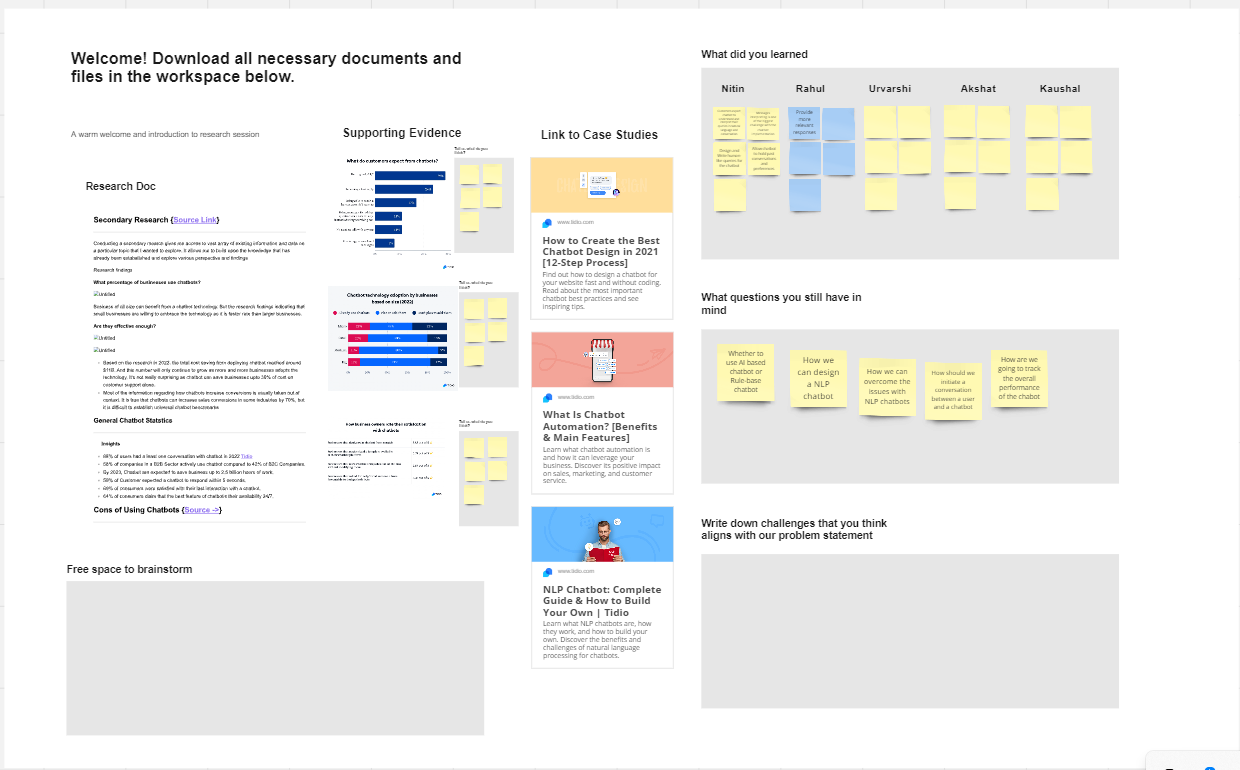 Welcome! Download all necessary documents and
files in the workspace below.
A warm welcome and introduction to research session
Research Doc
Secondary Research {Source Link}
Conducting a secondary research gives me access to vast array of existing information and data on
a particular topic that I wanted to explore. It allows me to build upon the knowledge that has
already been established and explore various perspective and findings
Research findings
What percentage of businesses use chatbots?
Untitled
Business of all size can benefit from a chatbot technology. But the research findings indicating that
small businesses are willing to embrace the technology as it is faster rate than larger businesses.
Are they effective enough?
Untitled
Untitled
Based on the research in 2022, the total cost saving from deploying chatbot reached around
And this number will only continue to grow as more and more businesses adapts the
technology. It's not really surprising as chatbot can save businesses upto 30% of cost on
customer support alone.
Most of the information regarding how chatbots increase conversions is usually taken out of
context. It is true that chatbots can increase sales conversions in some industries by 70%, but
it is difficult to establish universal chatbot benchmarks.
General Chatbot Statistics
Insights
88% of users had a least one conversation with chatbot in 2022 Tidio
58% of companies in a B2B Sector actively use chatbot compared to 42% of B2C Companies.
By 2023, Chatbot are expected to save business up to 2.5 billion hours of work.
59% of Customer expected a chatbot to respond within 5 seconds.
69% of consumers were satisfied with their last interaction with a chatbot.
64% of consumers claim that the best feature of chatbot is their availability 24/7.
Cons of Using Chatbots {Source ->}
Free space to brainstorm
Supporting Evidence
What do customers expect from chatbots?
Chatbot technology adoption by businesses
based on size (2022)
How business owners rate their satisfaction
with chatbots
Link to Case Studies
www.tidio.com
How to Create the Best
Chatbot Design in 2021
[12-Step Process]
Find out how to design a chatbot for
your website fast and without coding.
Read about the most important
chatbot best practices and see
inspiring tips.
www.tidio.com
What Is Chatbot
Automation? [Benefits
& Main Features]
Learn what chatbot automation is
and how it can leverage your
business. Discover its positive impact
on sales, marketing, and customer
service.
www.tidio.com
NLP Chatbot: Complete
Guide & How to Build
Your Own | Tidio
Learn what NLP chatbots are, how
they work, and how to build your
own. Discover the benefits and
challenges of natural language
processing for chatbots.
What did you learned
Nitin
Rahul
Urvarshi
Akshat
Kaushal
Provide
more
relevant
responses
What questions you still have in
mind
Whether to
use AI based
chatbot or
Rule-base
chatbot
How we
can design
a NLP
chatbot
How we can
overcome the
issues with
NLP chatbots
How should we
initiate a
conversation
between a user
and a chatbot
How are we
going to track
the overall
performance
of the chabot
Write down challenges that you think
aligns with our problem statement